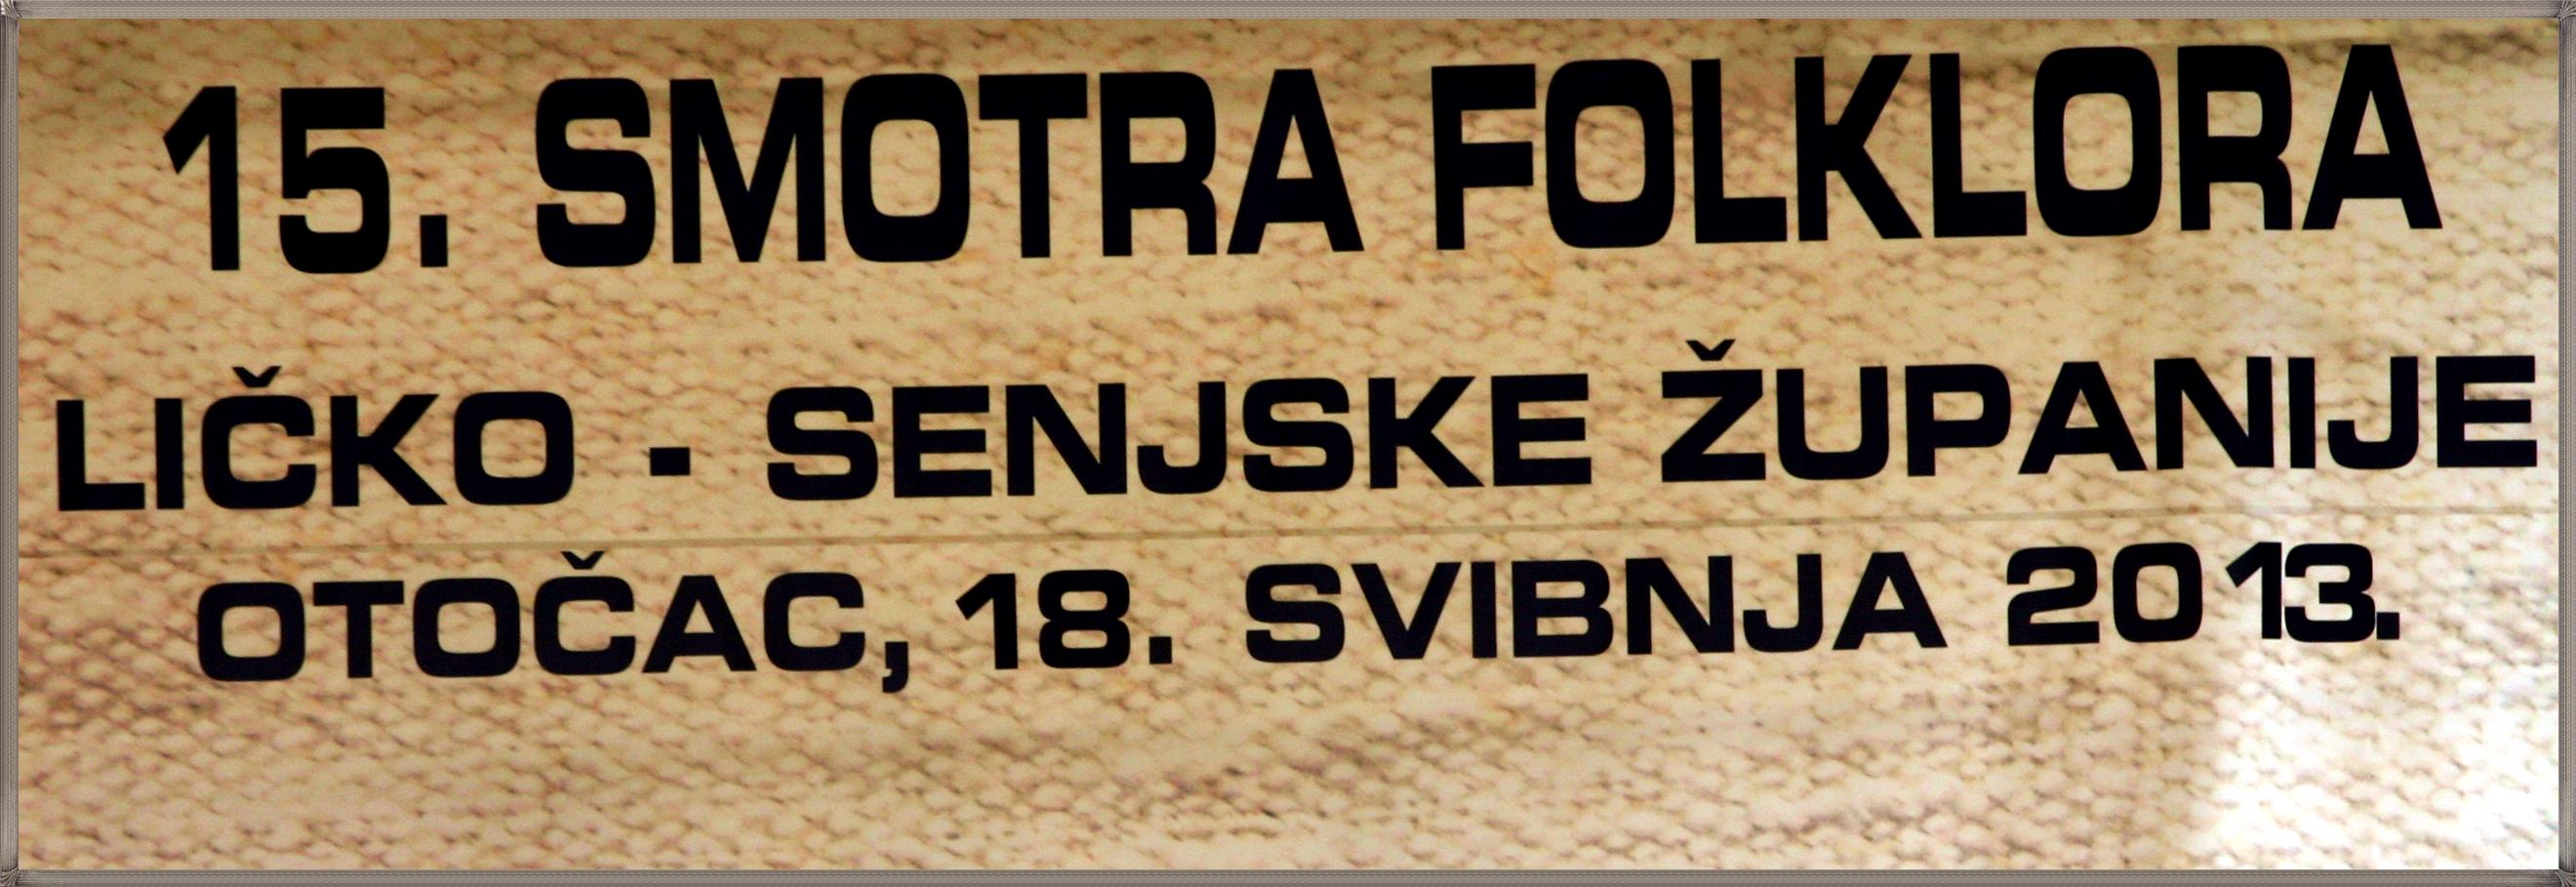 15. SMOTRA FOLKLORA
LIČKO - SENJSKE ŽUPANIJE
OTOČAC, 18. SVIBNJA 2013.